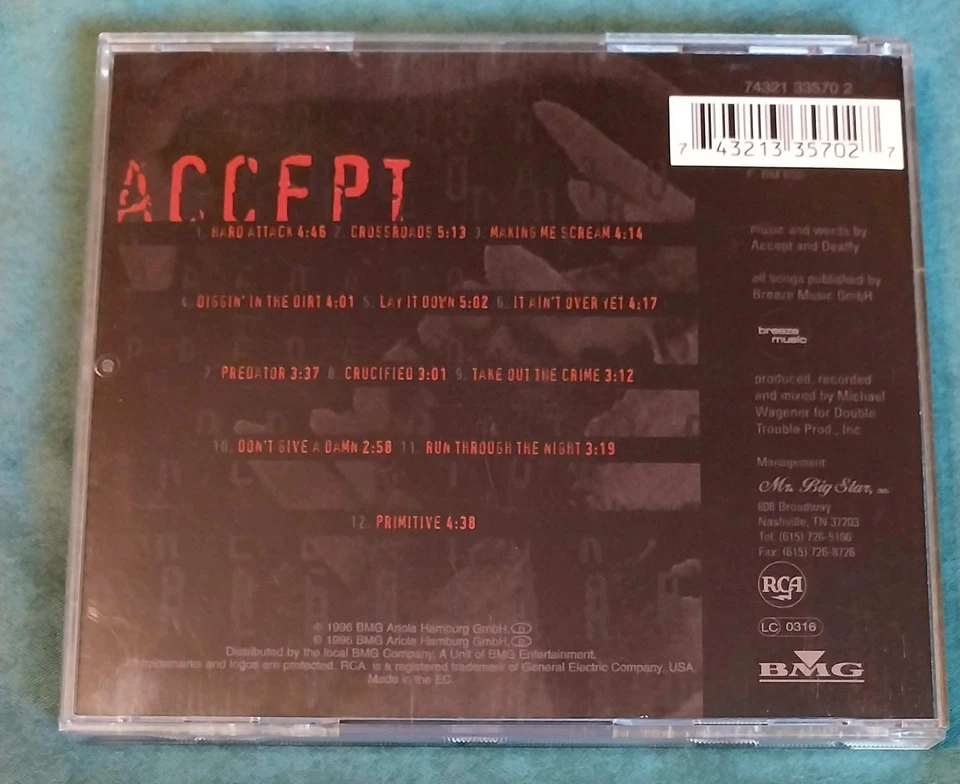 74321 33570 2
7 43213 35702 7
ACCEPT
1. HARD ATTACK 4:46 2. CROSSROADS 5:13 3. MAKING ME SCREAM 4:14
4. DIGGIN' IN THE DIRT 4:01 5. LAY IT DOWN 5:02 6. IT AIN'T OVER YET 4:17
7. PREDATOR 3:37 8. CRUCIFIED 3:01 9. TAKE OUT THE CRIME 3:12
10. DON'T GIVE A DAMN 2:58 11. RUN THROUGH THE NIGHT 3:19
12. PRIMITIVE 4:38
music and words by
Accept and Deaffy
all songs published by
Breeze Music GmbH
breeze
music
produced, recorded
and mixed by Michael
Wagener for Double
Trouble Prod., Inc
Management:
Mr. Big Star, inc.
Broadway
Nashville, TN 37203
Tel. (615)
Fax: (615) 726-8726
RCA
LC 0316
BMG
℗ 1996 BMG Ariola Hamburg GmbH. D
© 1996 BMG Ariola Hamburg GmbH. D
Distributed by the local BMG Company. A Unit of BMG Entertainment.
All trademarks and logos are protected. RCA is a registered trademark of General Electric Company, USA
Made in the EC.